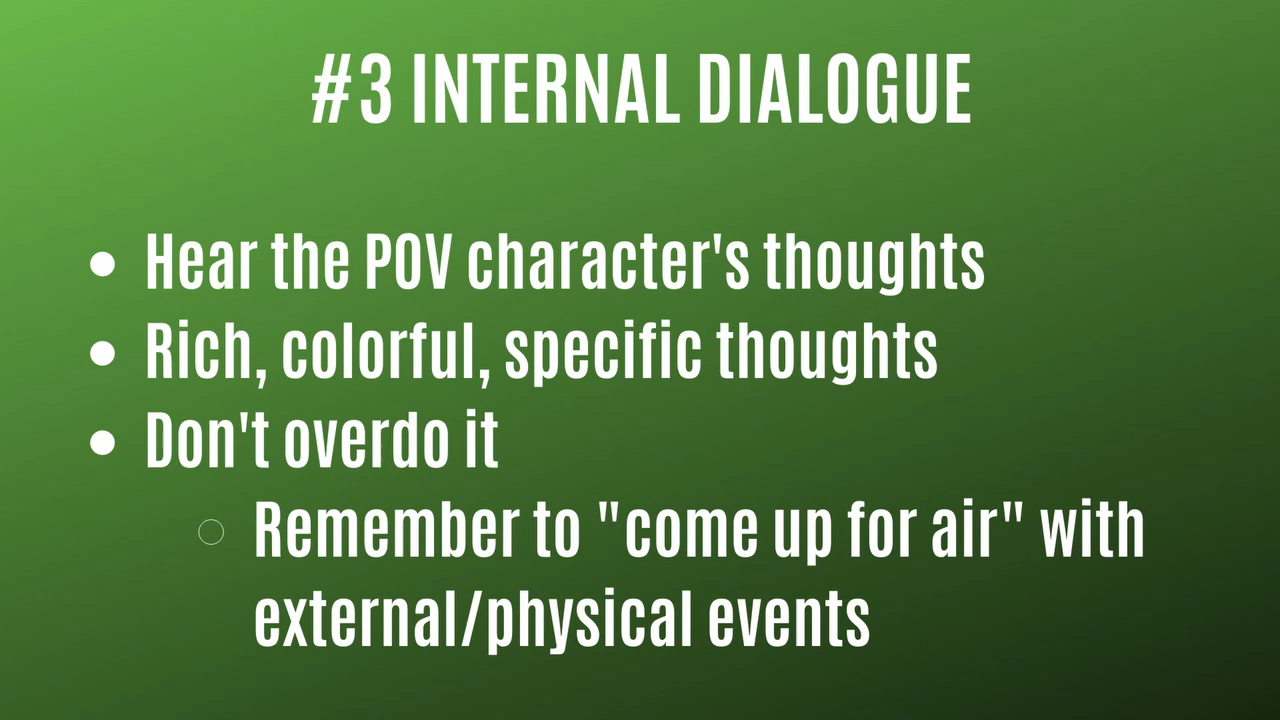 #3 INTERNAL DIALOGUE
Hear the POV character's thoughts
Rich, colorful, specific thoughts
Don't overdo it
Remember to "come up for air" with
external/physical events